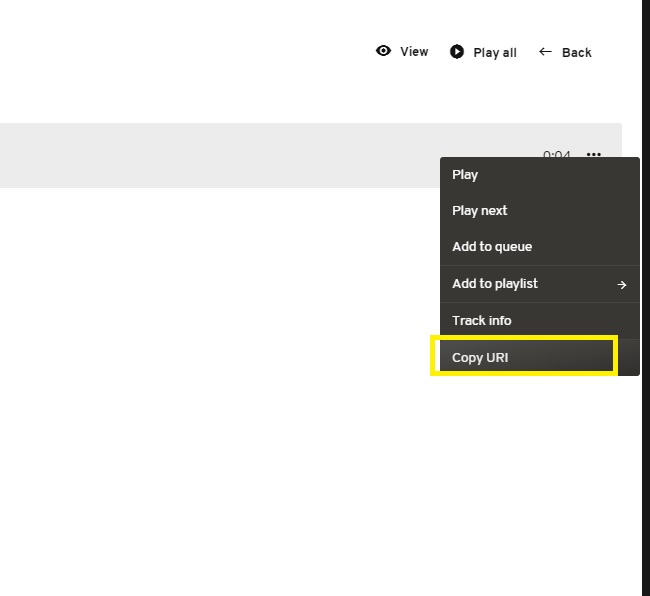 View Play all Back
0:04
Play
Play next
Add to queue
Add to playlist
Track info
Copy URI